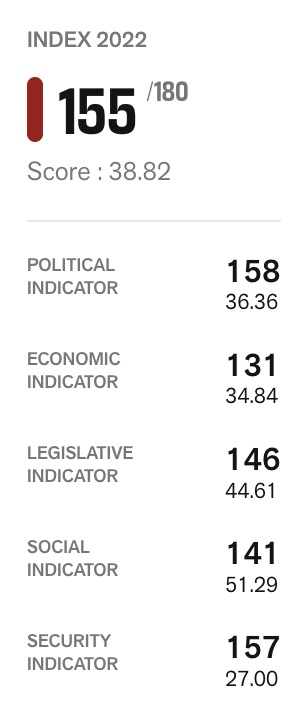 INDEX 2022
155 /180
Score : 38.82
POLITICAL
INDICATOR
158
36.36
ECONOMIC
INDICATOR
131
34.84
LEGISLATIVE
INDICATOR
146
44.61
SOCIAL
INDICATOR
141
51.29
SECURITY
INDICATOR
157
27.00